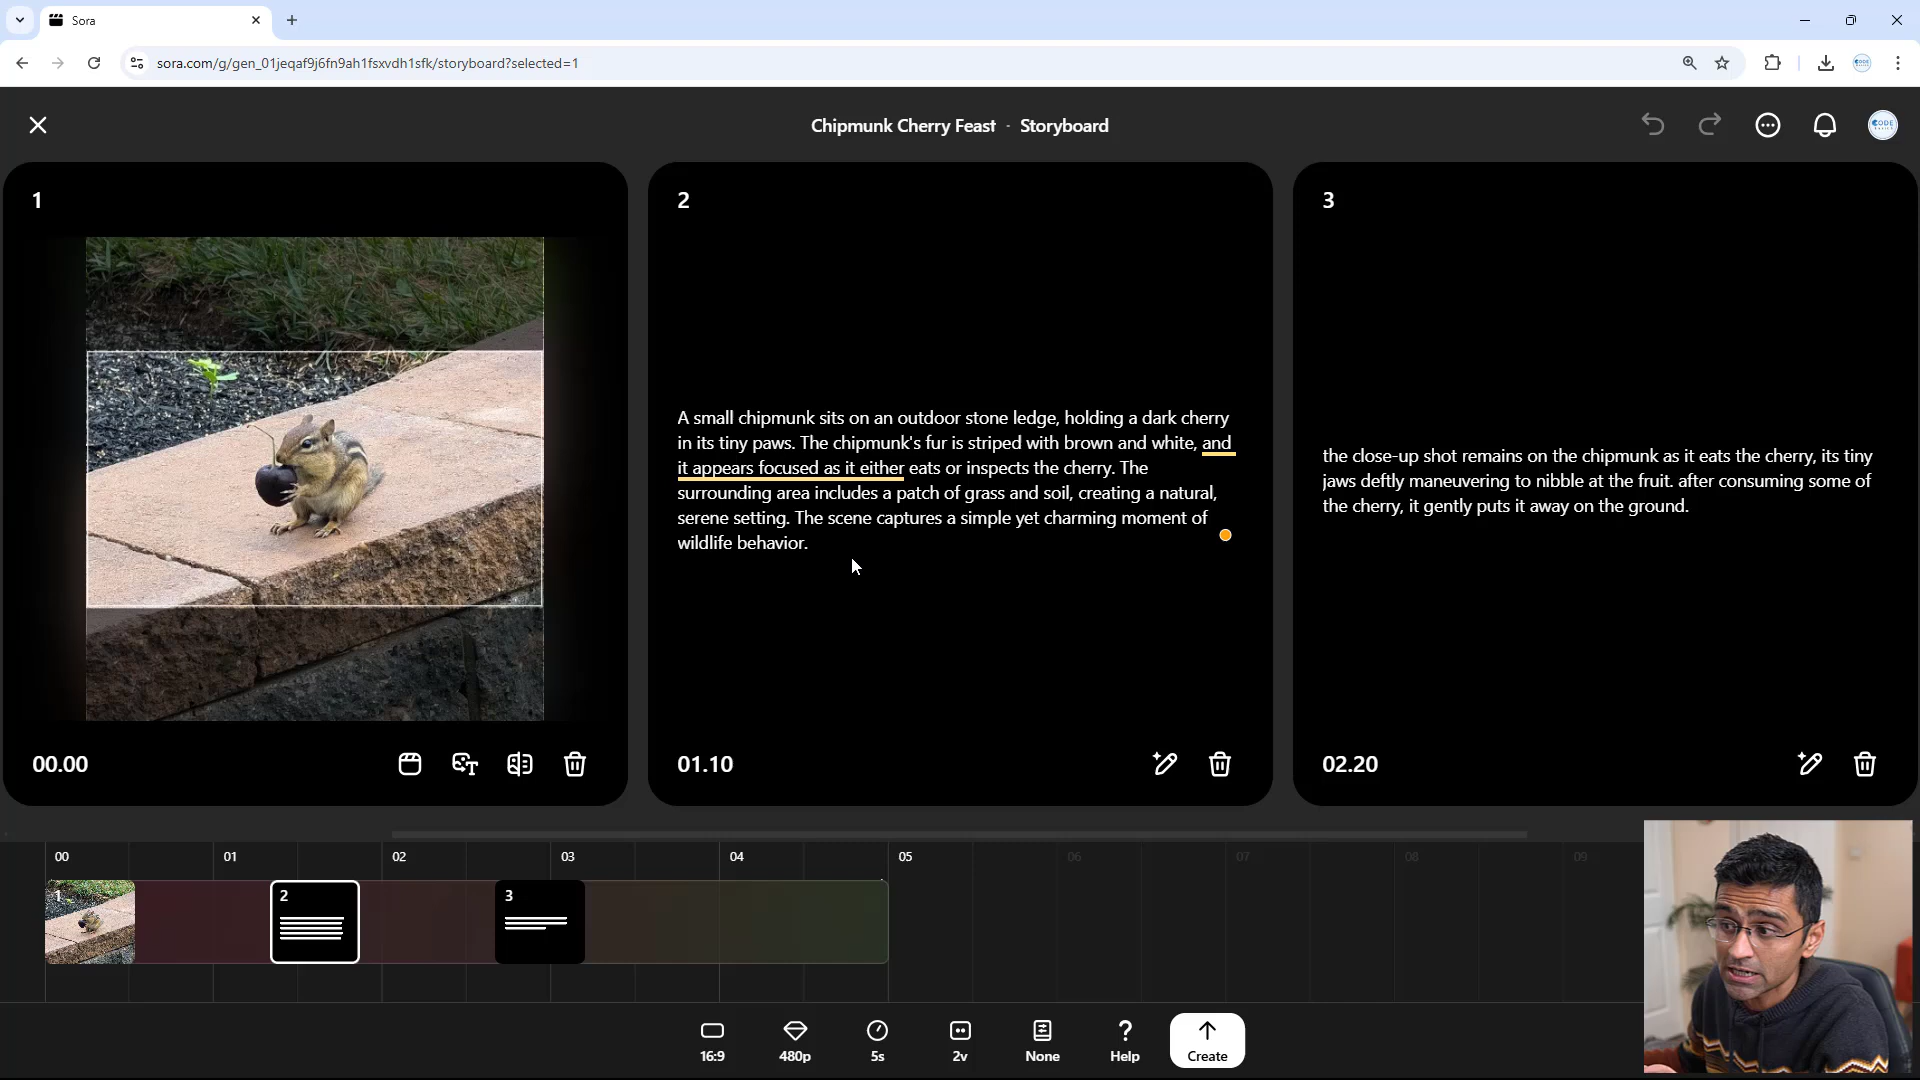 Sora
sora.com/g/gen_01jeqaf9j6fn9ah1fsxvdh1sfk/storyboard?selected=1
Chipmunk Cherry Feast · Storyboard
CODE
1
00.00
2
A small chipmunk sits on an outdoor stone ledge, holding a dark cherry
in its tiny paws. The chipmunk's fur is striped with brown and white, and
it appears focused as it either eats or inspects the cherry. The
surrounding area includes a patch of grass and soil, creating a natural,
serene setting. The scene captures a simple yet charming moment of
wildlife behavior.
01.10
3
the close-up shot remains on the chipmunk as it eats the cherry, its tiny
jaws deftly maneuvering to nibble at the fruit. after consuming some of
the cherry, it gently puts it away on the ground.
02.20
00 01 02 03 04 05 06 07 08 09
1 2 3
16:9 480p 5s 2v None Help Create